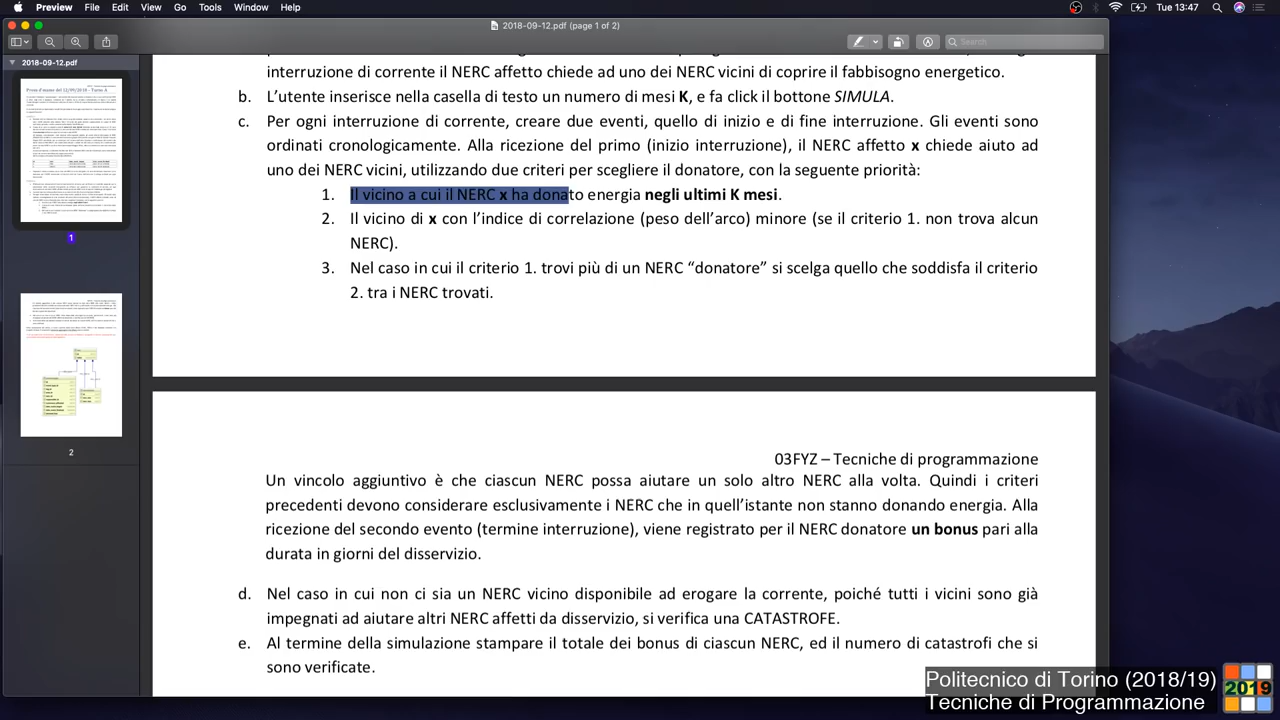 Preview File Edit View Go Tools Window Help
Tue 13:47
2018-09-12.pdf (page 1 of 2)
Search
2018-09-12.pdf
1
2
interruzione di corrente il NERC affetto chiede ad uno dei NERC vicini di coprire il fabbisogno energetico.
b. L’utente inserisce nella casella di testo un numero di mesi K, e fa click il bottone SIMULA.
c. Per ogni interruzione di corrente creare due eventi, quello di inizio e di fine interruzione. Gli eventi sono
ordinati cronologicamente. Alla ricezione del primo (inizio interruzione), il NERC affetto x chiede aiuto ad
uno dei NERC vicini, utilizzando due criteri per scegliere il donatore, con la seguente priorità:
1. Il vicino a cui il NERC x ha donato energia negli ultimi K mesi.
2. Il vicino di x con l’indice di correlazione (peso dell’arco) minore (se il criterio 1. non trova alcun
NERC).
3. Nel caso in cui il criterio 1. trovi più di un NERC “donatore” si scelga quello che soddisfa il criterio
2. tra i NERC trovati
03FYZ – Tecniche di programmazione
Un vincolo aggiuntivo è che ciascun NERC possa aiutare un solo altro NERC alla volta. Quindi i criteri
precedenti devono considerare esclusivamente i NERC che in quell’istante non stanno donando energia. Alla
ricezione del secondo evento (termine interruzione), viene registrato per il NERC donatore un bonus pari alla
durata in giorni del disservizio.
d. Nel caso in cui non ci sia un NERC vicino disponibile ad erogare la corrente, poiché tutti i vicini sono già
impegnati ad aiutare altri NERC affetti da disservizio, si verifica una CATASTROFE.
e. Al termine della simulazione stampare il totale dei bonus di ciascun NERC, ed il numero di catastrofi che si
sono verificate.
Politecnico di Torino (2018/19)
Tecniche di Programmazione
2019